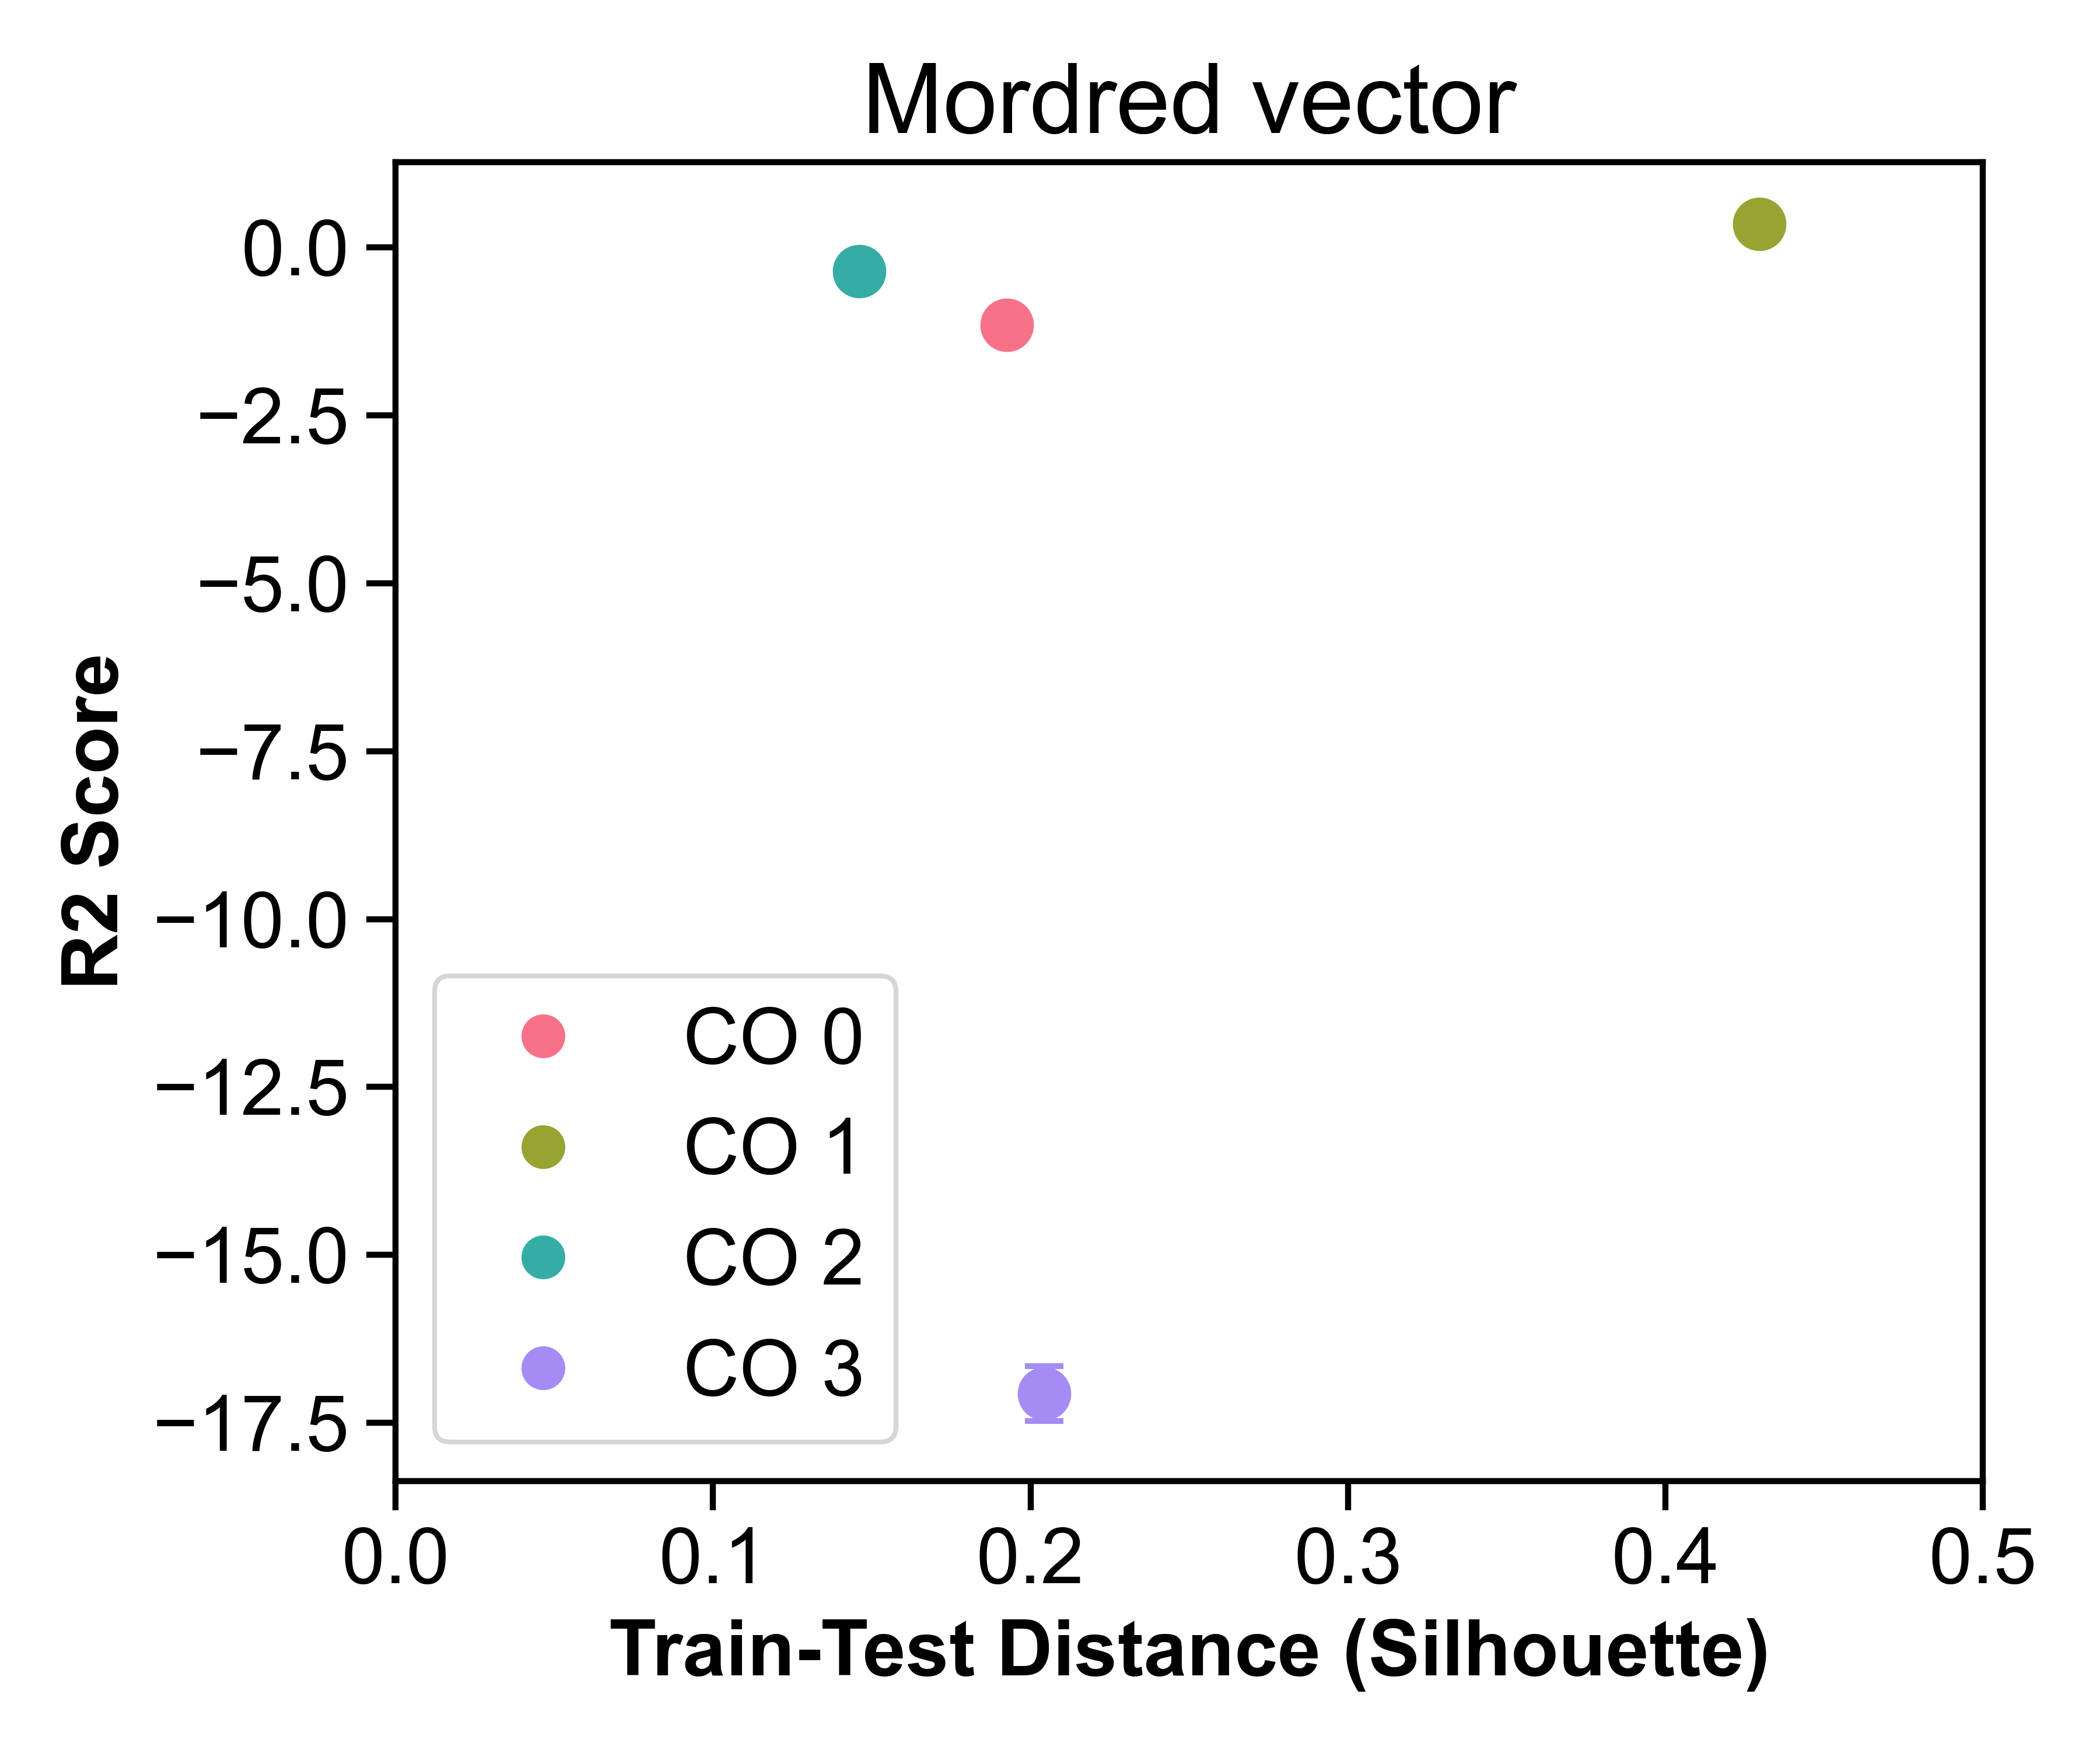 Mordred vector
0.0
−2.5
−5.0
−7.5
−10.0
−12.5
−15.0
−17.5
R2 Score
CO 0
CO 1
CO 2
CO 3
0.0 0.1 0.2 0.3 0.4 0.5
Train-Test Distance (Silhouette)